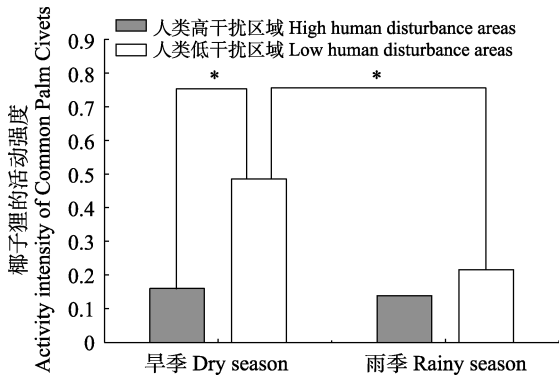 人类高干扰区域 High human disturbance areas
人类低干扰区域 Low human disturbance areas
椰子狸的活动强度
Activity intensity of Common Palm Civets
0.9
0.8
0.7
0.6
0.5
0.4
0.3
0.2
0.1
0
*
*
旱季 Dry season
雨季 Rainy season